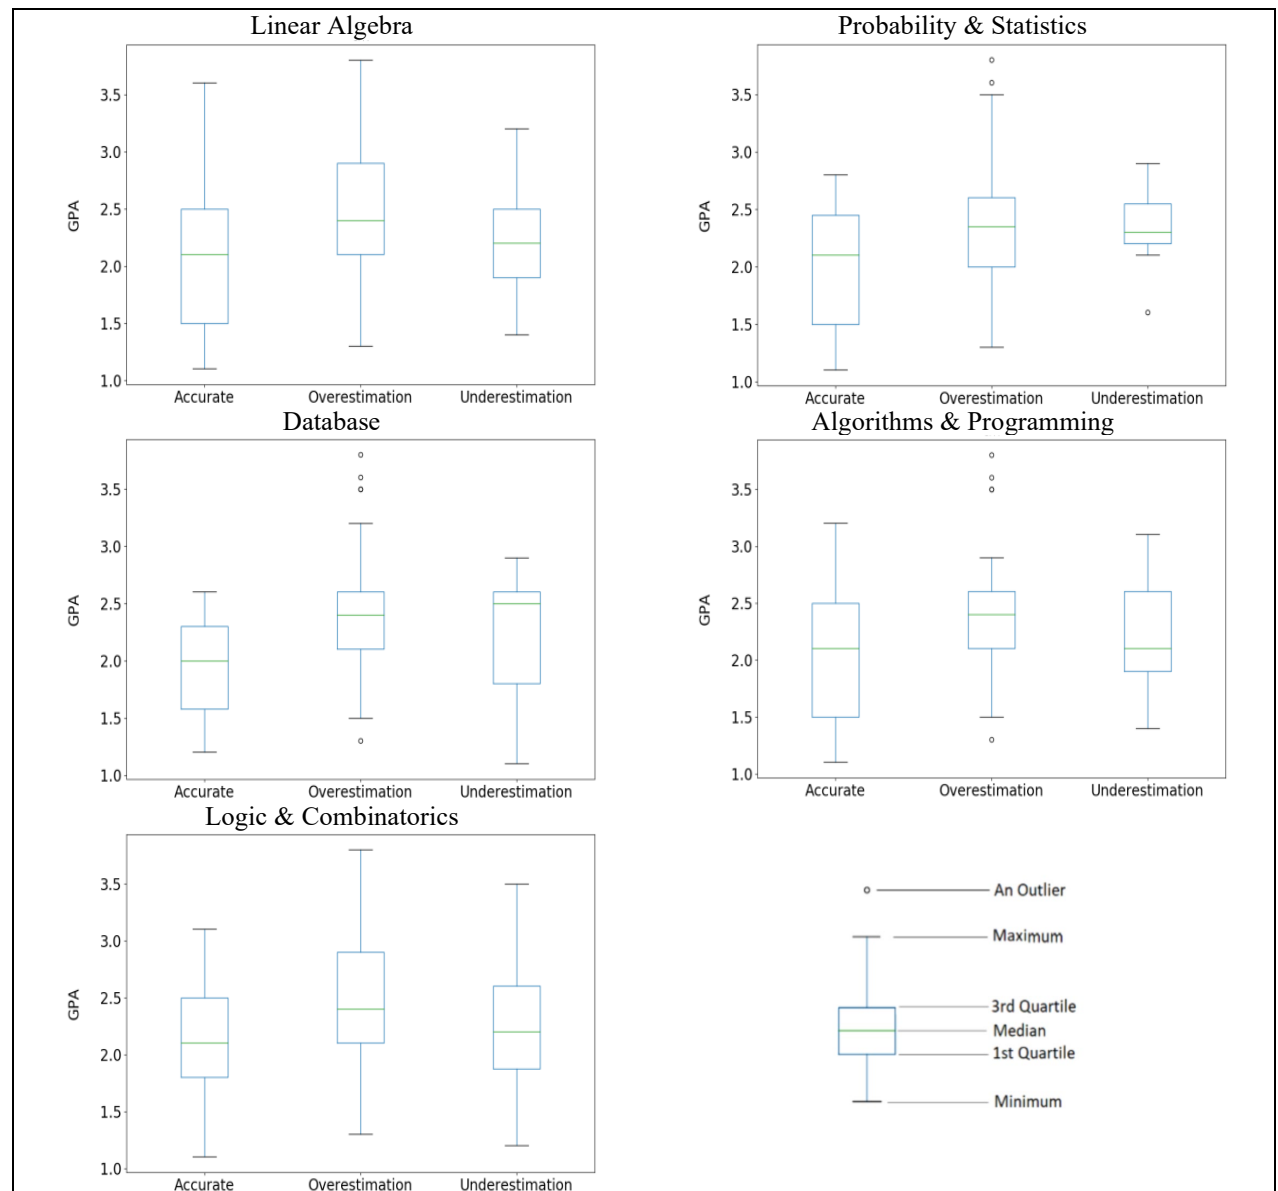 Linear Algebra
GPA
3.5
3.0
2.5
2.0
1.5
1.0
Accurate Overestimation Underestimation
Probability & Statistics
GPA
3.5
3.0
2.5
2.0
1.5
1.0
Accurate Overestimation Underestimation
Database
GPA
3.5
3.0
2.5
2.0
1.5
1.0
Accurate Overestimation Underestimation
Algorithms & Programming
GPA
3.5
3.0
2.5
2.0
1.5
1.0
Accurate Overestimation Underestimation
Logic & Combinatorics
GPA
3.5
3.0
2.5
2.0
1.5
1.0
Accurate Overestimation Underestimation
An Outlier
Maximum
3rd Quartile
Median
1st Quartile
Minimum